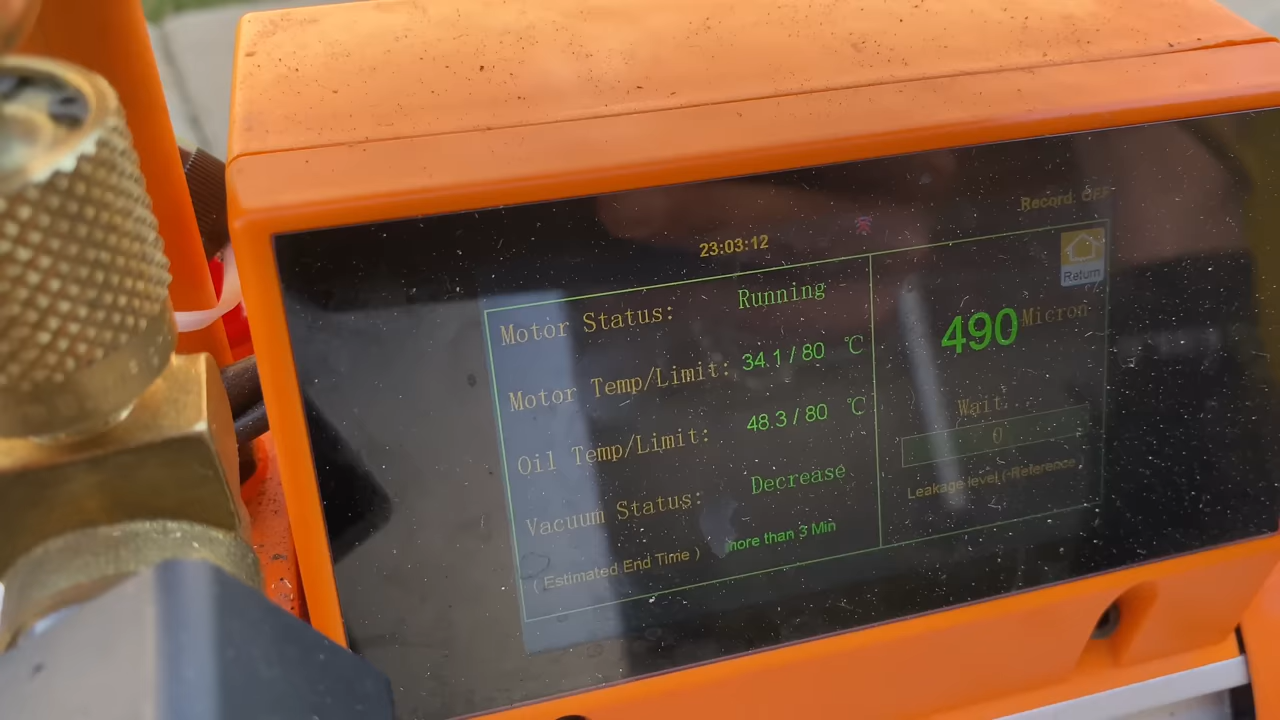 Record: OFF
23:03:12
Return
Motor Status: Running
490 Micron
Motor Temp/Limit: 34.1 / 80 ℃
Oil Temp/Limit: 48.3 / 80 ℃
Wait:
0
Vacuum Status: Decrease
Leakage level (-Reference
( Estimated End Time ) more than 3 Min